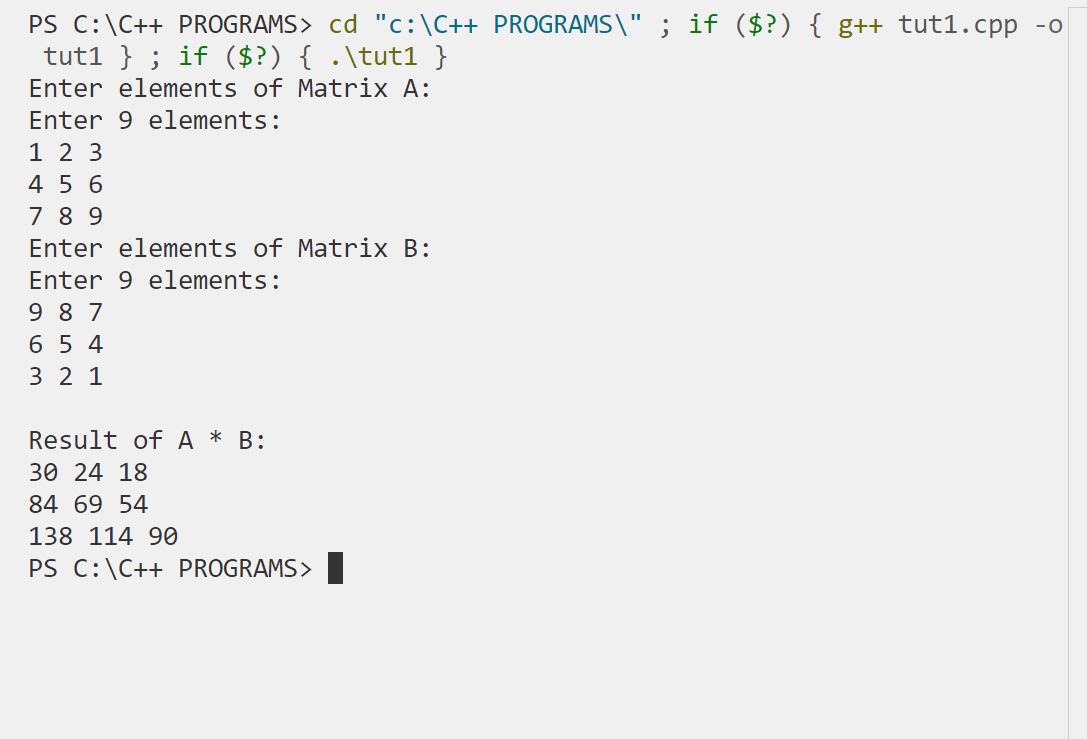 PS C:\C++ PROGRAMS> cd "c:\C++ PROGRAMS\" ; if ($?) { g++ tut1.cpp -o
tut1 } ; if ($?) { .\tut1 }
Enter elements of Matrix A:
Enter 9 elements:
1 2 3
4 5 6
7 8 9
Enter elements of Matrix B:
Enter 9 elements:
9 8 7
6 5 4
3 2 1
Result of A * B:
30 24 18
84 69 54
138 114 90
PS C:\C++ PROGRAMS>